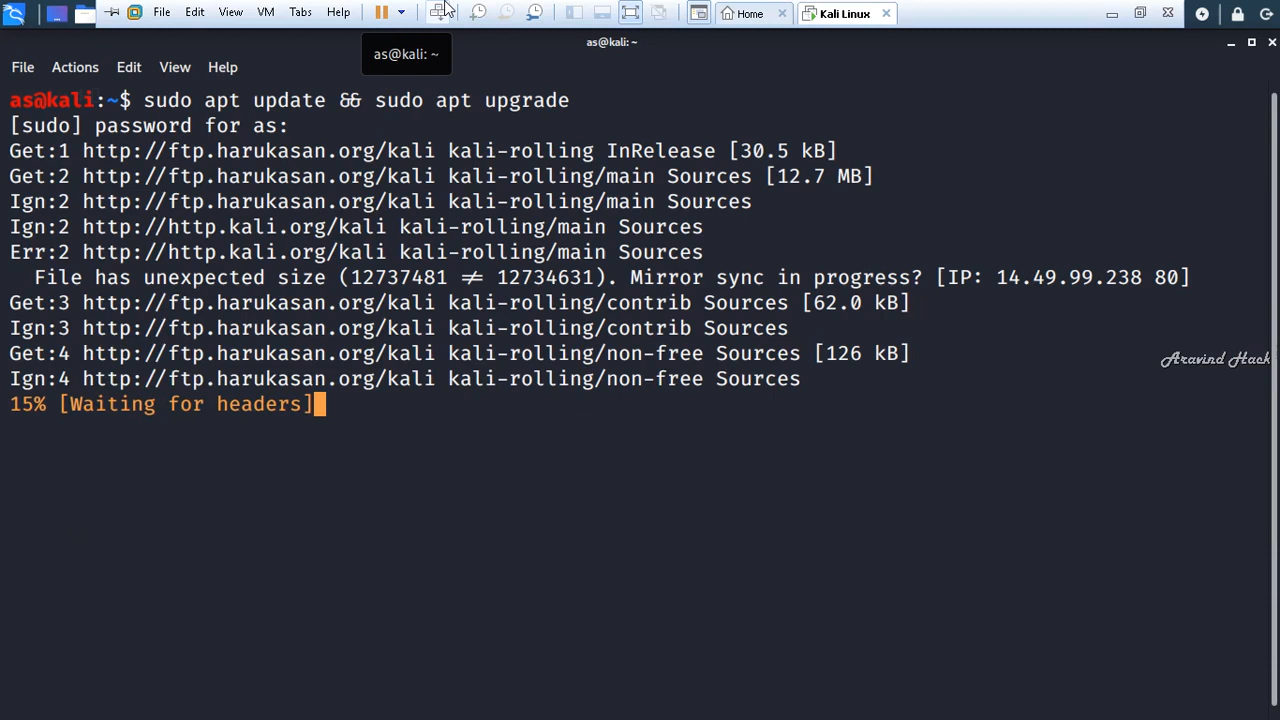 File Edit View VM Tabs Help Home Kali Linux
as@kali: ~
as@kali: ~
File Actions Edit View Help
as@kali:~$ sudo apt update && sudo apt upgrade
[sudo] password for as:
Get:1 http://ftp.harukasan.org/kali kali-rolling InRelease [30.5 kB]
Get:2 http://ftp.harukasan.org/kali kali-rolling/main Sources [12.7 MB]
Ign:2 http://ftp.harukasan.org/kali kali-rolling/main Sources
Ign:2 http://http.kali.org/kali kali-rolling/main Sources
Err:2 http://http.kali.org/kali kali-rolling/main Sources
File has unexpected size (12737481 != 12734631). Mirror sync in progress? [IP: 14.49.99.238 80]
Get:3 http://ftp.harukasan.org/kali kali-rolling/contrib Sources [62.0 kB]
Ign:3 http://ftp.harukasan.org/kali kali-rolling/contrib Sources
Get:4 http://ftp.harukasan.org/kali kali-rolling/non-free Sources [126 kB]
Aravind Hack
Ign:4 http://ftp.harukasan.org/kali kali-rolling/non-free Sources
15% [Waiting for headers]